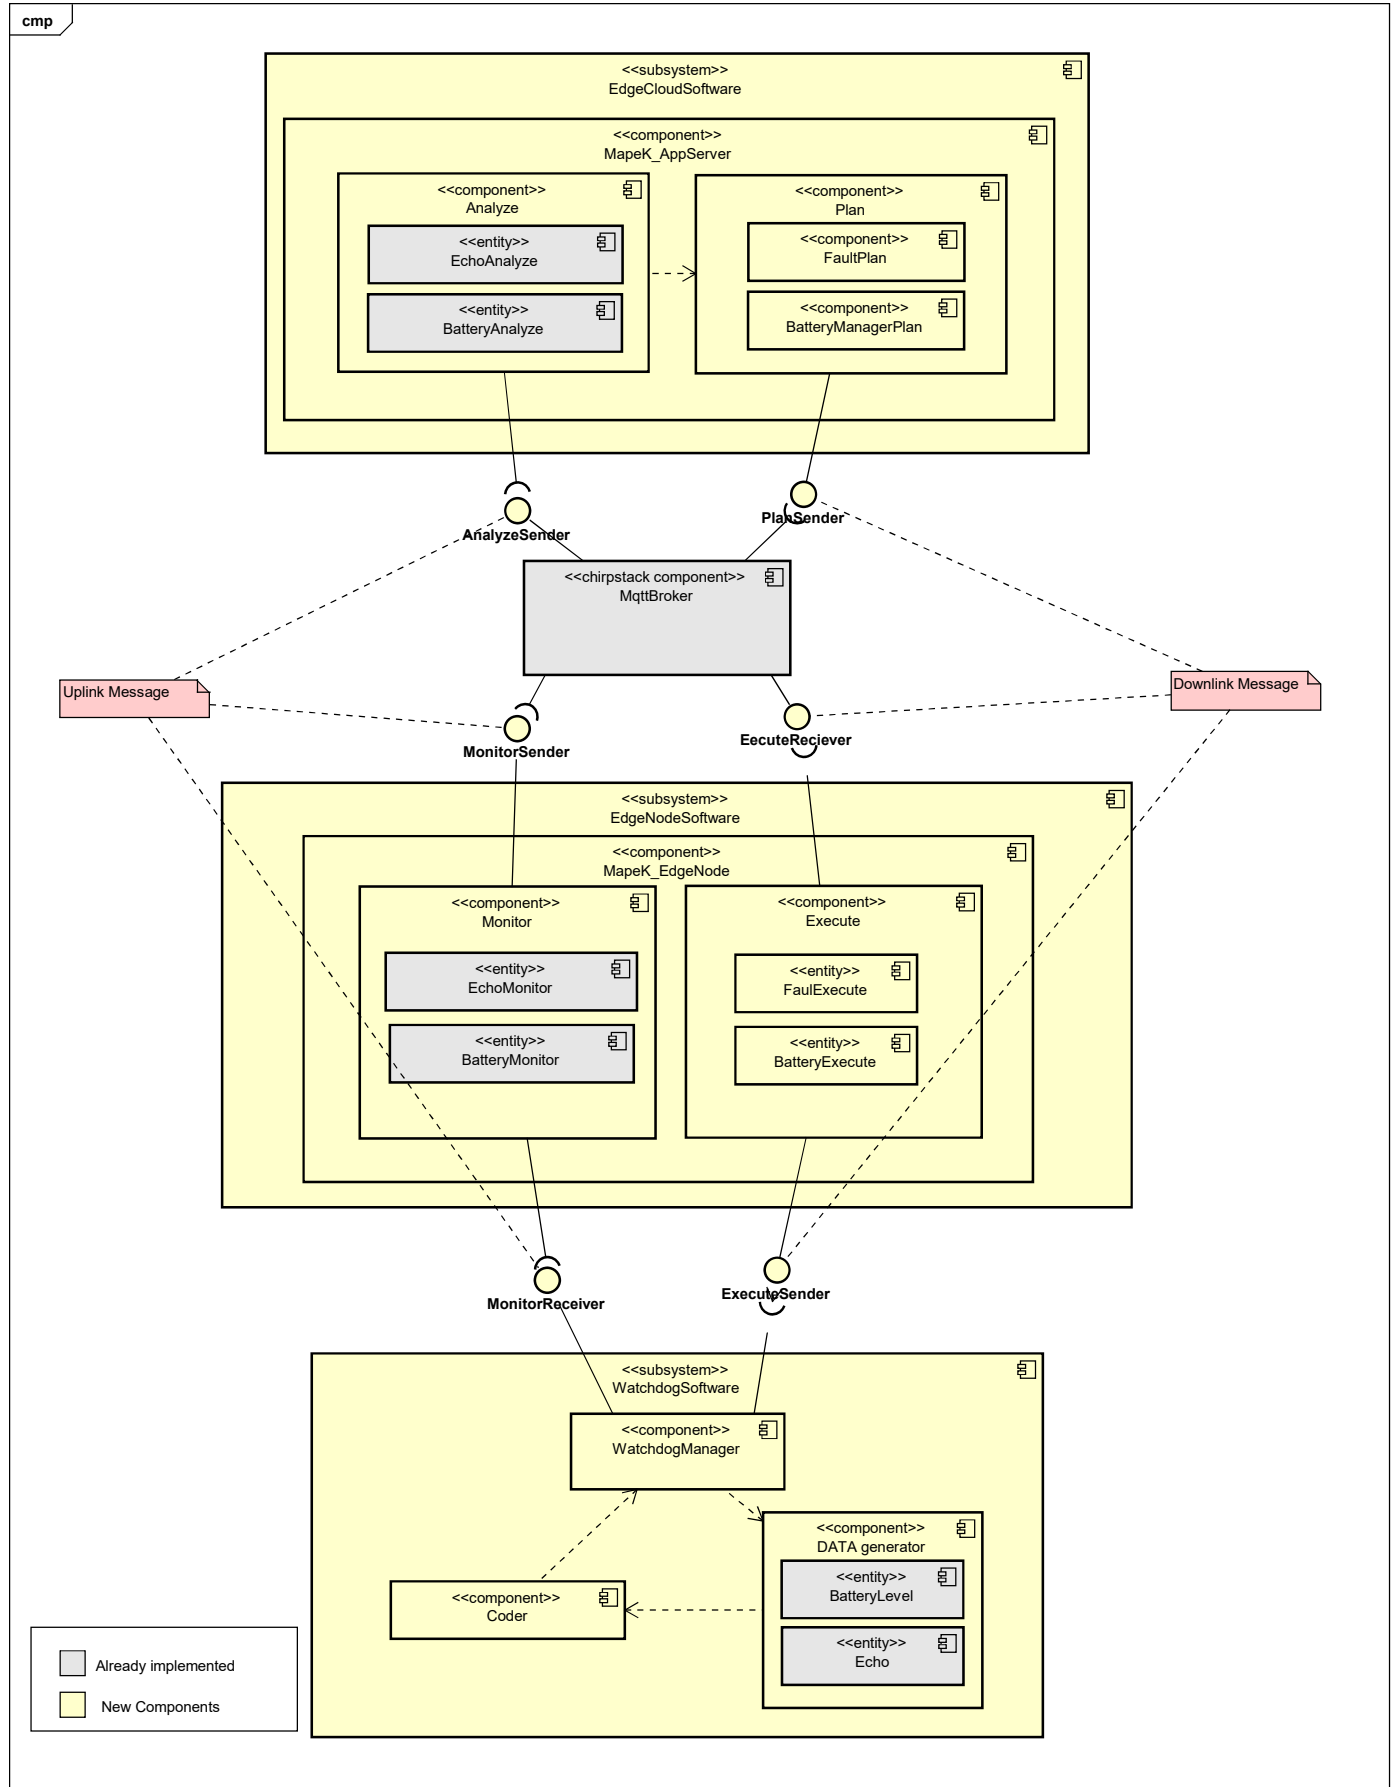 cmp
<<subsystem>>
EdgeCloudSoftware
<<component>>
MapeK_AppServer
<<component>>
Analyze
<<entity>>
EchoAnalyze
<<entity>>
BatteryAnalyze
<<component>>
Plan
<<component>>
FaultPlan
<<component>>
BatteryManagerPlan
AnalyzeSender
PlanSender
<<chirpstack component>>
MqttBroker
Uplink Message
Downlink Message
MonitorSender
EecuteReciever
<<subsystem>>
EdgeNodeSoftware
<<component>>
MapeK_EdgeNode
<<component>>
Monitor
<<entity>>
EchoMonitor
<<entity>>
BatteryMonitor
<<component>>
Execute
<<entity>>
FaulExecute
<<entity>>
BatteryExecute
MonitorReceiver
ExecuteSender
<<subsystem>>
WatchdogSoftware
<<component>>
WatchdogManager
<<component>>
DATA generator
<<entity>>
BatteryLevel
<<entity>>
Echo
<<component>>
Coder
Already implemented
New Components